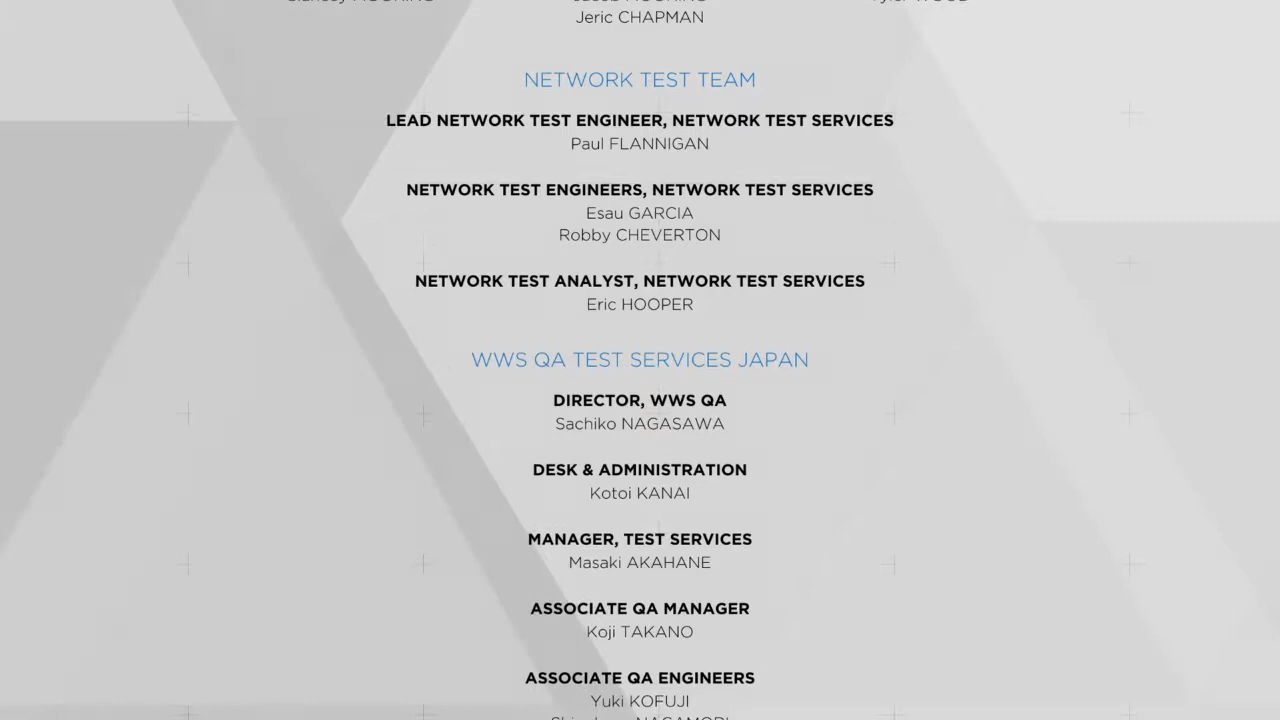 Jeric CHAPMAN
NETWORK TEST TEAM
LEAD NETWORK TEST ENGINEER, NETWORK TEST SERVICES
Paul FLANNIGAN
NETWORK TEST ENGINEERS, NETWORK TEST SERVICES
Esau GARCIA
Robby CHEVERTON
NETWORK TEST ANALYST, NETWORK TEST SERVICES
Eric HOOPER
WWS QA TEST SERVICES JAPAN
DIRECTOR, WWS QA
Sachiko NAGASAWA
DESK & ADMINISTRATION
Kotoi KANAI
MANAGER, TEST SERVICES
Masaki AKAHANE
ASSOCIATE QA MANAGER
Koji TAKANO
ASSOCIATE QA ENGINEERS
Yuki KOFUJI